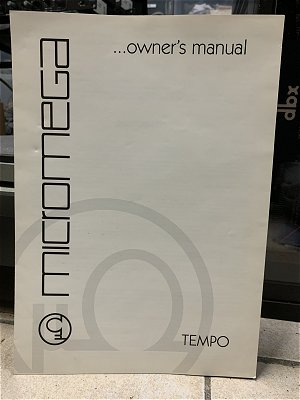 ...owner's manual
micromega
TEMPO
dbx